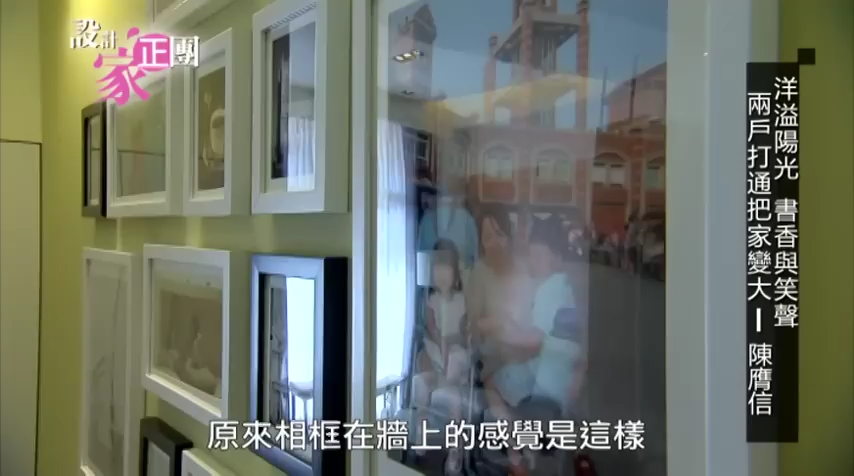 設計
家正團
洋溢陽光 書香與笑聲
兩戶打通把家變大 | 陳鷹信
原來相框在牆上的感覺是這樣